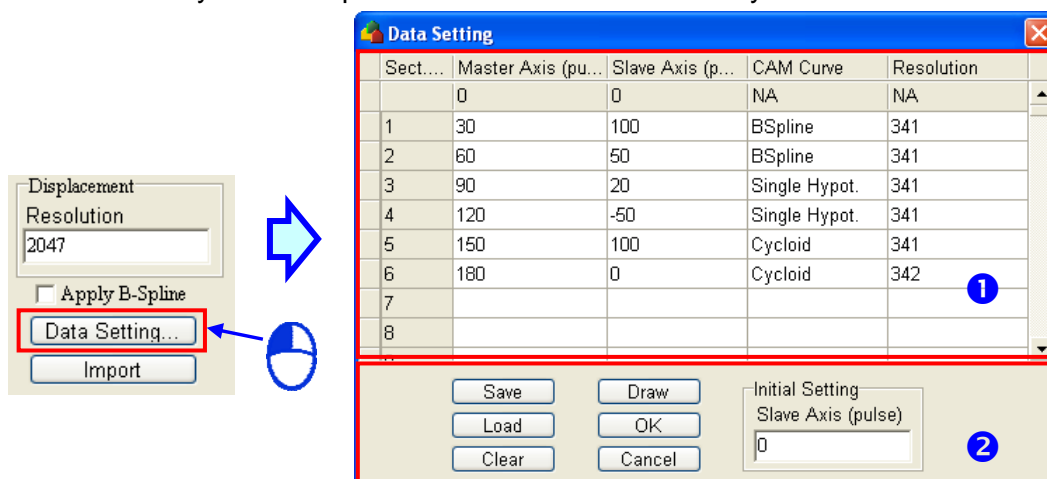 Displacement
Resolution
2047
Apply B-Spline
Data Setting...
Import
Data Setting
Sect.... Master Axis (pu... Slave Axis (p... CAM Curve Resolution
0 0 NA NA
1 30 100 BSpline 341
2 60 50 BSpline 341
3 90 20 Single Hypot. 341
4 120 -50 Single Hypot. 341
5 150 100 Cycloid 341
6 180 0 Cycloid 342
7
8
1
Save Draw Initial Setting
Load OK Slave Axis (pulse)
0
Clear Cancel
2